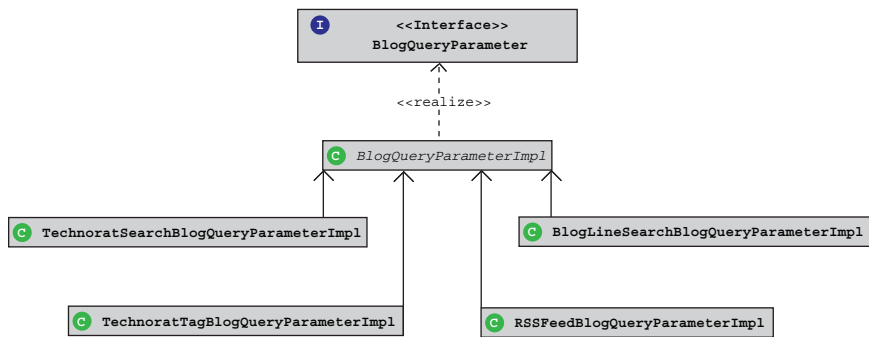 I
<<Interface>>
BlogQueryParameter
<<realize>>
C BlogQueryParameterImpl
C TechnoratSearchBlogQueryParameterImpl
C BlogLineSearchBlogQueryParameterImpl
C TechnoratTagBlogQueryParameterImpl
C RSSFeedBlogQueryParameterImpl